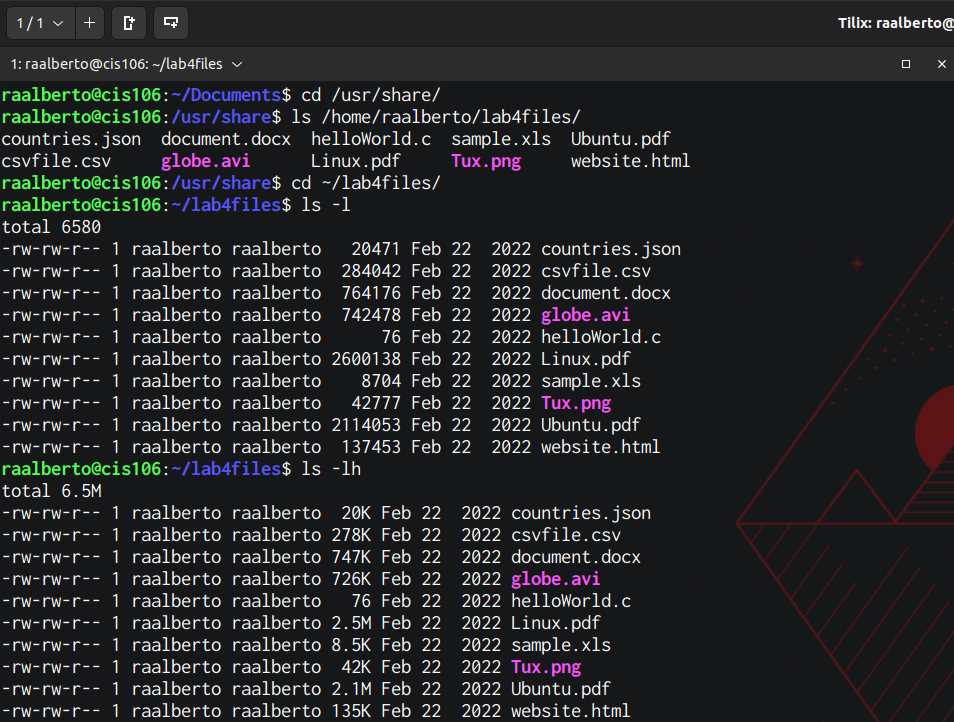 1 / 1
Tilix: raalberto@
1: raalberto@cis106: ~/lab4files
raalberto@cis106:~/Documents$ cd /usr/share/
raalberto@cis106:/usr/share$ ls /home/raalberto/lab4files/
countries.json  document.docx  helloWorld.c  sample.xls  Ubuntu.pdf
csvfile.csv     globe.avi      Linux.pdf     Tux.png     website.html
raalberto@cis106:/usr/share$ cd ~/lab4files/
raalberto@cis106:~/lab4files$ ls -l
total 6580
-rw-rw-r-- 1 raalberto raalberto   20471 Feb 22  2022 countries.json
-rw-rw-r-- 1 raalberto raalberto  284042 Feb 22  2022 csvfile.csv
-rw-rw-r-- 1 raalberto raalberto  764176 Feb 22  2022 document.docx
-rw-rw-r-- 1 raalberto raalberto  742478 Feb 22  2022 globe.avi
-rw-rw-r-- 1 raalberto raalberto      76 Feb 22  2022 helloWorld.c
-rw-rw-r-- 1 raalberto raalberto 2600138 Feb 22  2022 Linux.pdf
-rw-rw-r-- 1 raalberto raalberto    8704 Feb 22  2022 sample.xls
-rw-rw-r-- 1 raalberto raalberto   42777 Feb 22  2022 Tux.png
-rw-rw-r-- 1 raalberto raalberto 2114053 Feb 22  2022 Ubuntu.pdf
-rw-rw-r-- 1 raalberto raalberto  137453 Feb 22  2022 website.html
raalberto@cis106:~/lab4files$ ls -lh
total 6.5M
-rw-rw-r-- 1 raalberto raalberto  20K Feb 22  2022 countries.json
-rw-rw-r-- 1 raalberto raalberto 278K Feb 22  2022 csvfile.csv
-rw-rw-r-- 1 raalberto raalberto 747K Feb 22  2022 document.docx
-rw-rw-r-- 1 raalberto raalberto 726K Feb 22  2022 globe.avi
-rw-rw-r-- 1 raalberto raalberto   76 Feb 22  2022 helloWorld.c
-rw-rw-r-- 1 raalberto raalberto 2.5M Feb 22  2022 Linux.pdf
-rw-rw-r-- 1 raalberto raalberto 8.5K Feb 22  2022 sample.xls
-rw-rw-r-- 1 raalberto raalberto  42K Feb 22  2022 Tux.png
-rw-rw-r-- 1 raalberto raalberto 2.1M Feb 22  2022 Ubuntu.pdf
-rw-rw-r-- 1 raalberto raalberto 135K Feb 22  2022 website.html